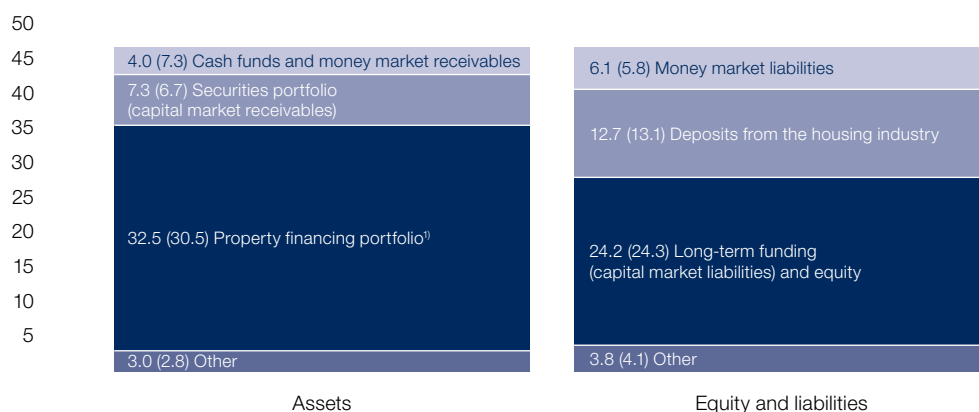 50
45
40
35
30
25
20
15
10
5
4.0 (7.3) Cash funds and money market receivables
7.3 (6.7) Securities portfolio
(capital market receivables)
32.5 (30.5) Property financing portfolio¹⁾
3.0 (2.8) Other
Assets
6.1 (5.8) Money market liabilities
12.7 (13.1) Deposits from the housing industry
24.2 (24.3) Long-term funding
(capital market liabilities) and equity
3.8 (4.1) Other
Equity and liabilities